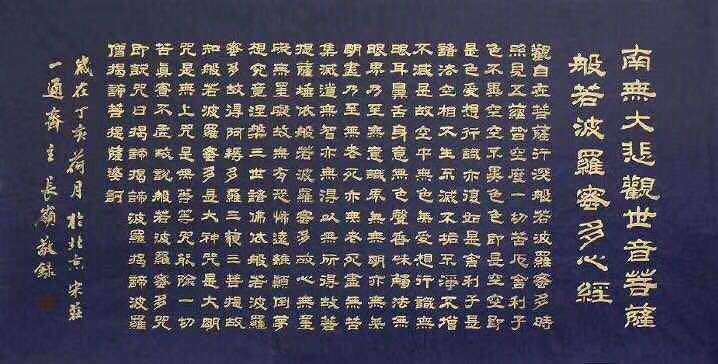 南無大悲觀世音菩薩
般若波羅蜜多心經
觀自在菩薩行深般若波羅蜜多時
照見五蘊皆空度一切苦厄舍利子
色不異空空不異色色即是空空即
是色受想行識亦復如是舍利子是
諸法空相不生不滅不垢不淨不增
不減是故空中無色無受想行識無
眼耳鼻舌身意無色聲香味觸法無
眼界乃至無意識界無無明亦無無
明盡乃至無老死亦無老死盡無苦
集滅道無智亦無得以無所得故菩
提薩埵依般若波羅蜜多故心無罣
礙無罣礙故無有恐怖遠離顛倒夢
想究竟涅槃三世諸佛依般若波羅
蜜多故得阿耨多羅三藐三菩提故
知般若波羅蜜多是大神咒是大明
咒是無上咒是無等等咒能除一切
苦真實不虛故說般若波羅蜜多咒
即說咒曰揭諦揭諦波羅揭諦波羅
僧揭諦菩提薩婆訶
歲在丁亥荷月於北京宋莊
一通齋主長敬錄